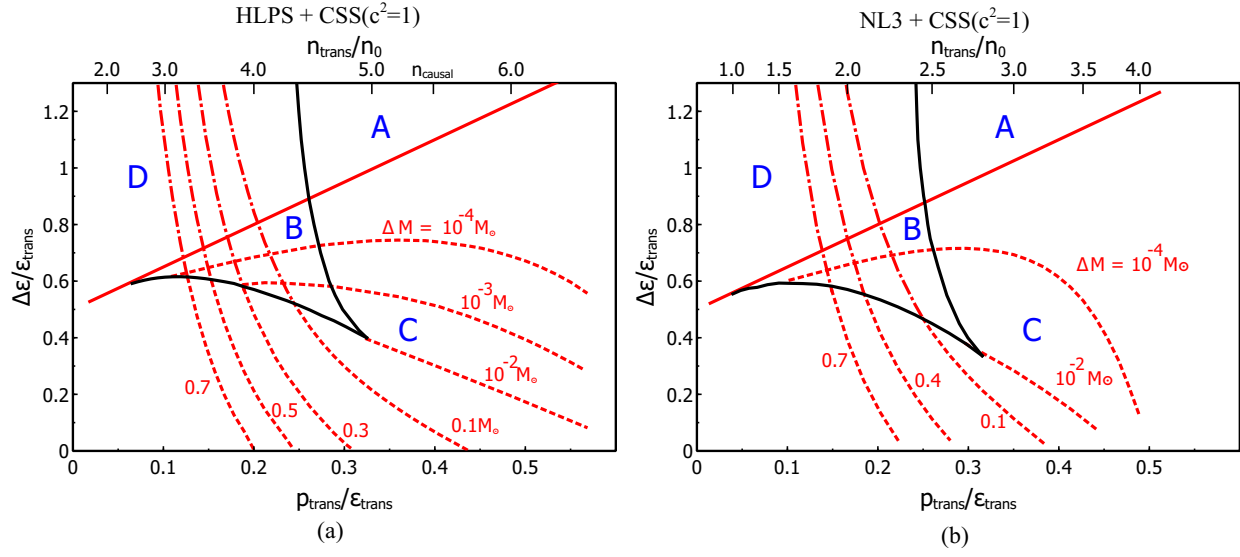 HLPS + CSS(c²=1)
n_trans/n_0
2.0 3.0 4.0 5.0 n_causal 6.0
1.2
1
0.8
0.6
0.4
0.2
0
Δε/ε_trans
A
D
B
ΔM = 10^-4 M⊙
10^-3 M⊙
C
10^-2 M⊙
0.7
0.5
0.3
0.1M⊙
0 0.1 0.2 0.3 0.4 0.5
p_trans/ε_trans
(a)
NL3 + CSS(c²=1)
n_trans/n_0
1.0 1.5 2.0 2.5 3.0 3.5 4.0
1.2
1
0.8
0.6
0.4
0.2
0
Δε/ε_trans
A
D
B
ΔM = 10^-4 M⊙
C
10^-2 M⊙
0.7
0.4
0.1
0 0.1 0.2 0.3 0.4 0.5
p_trans/ε_trans
(b)